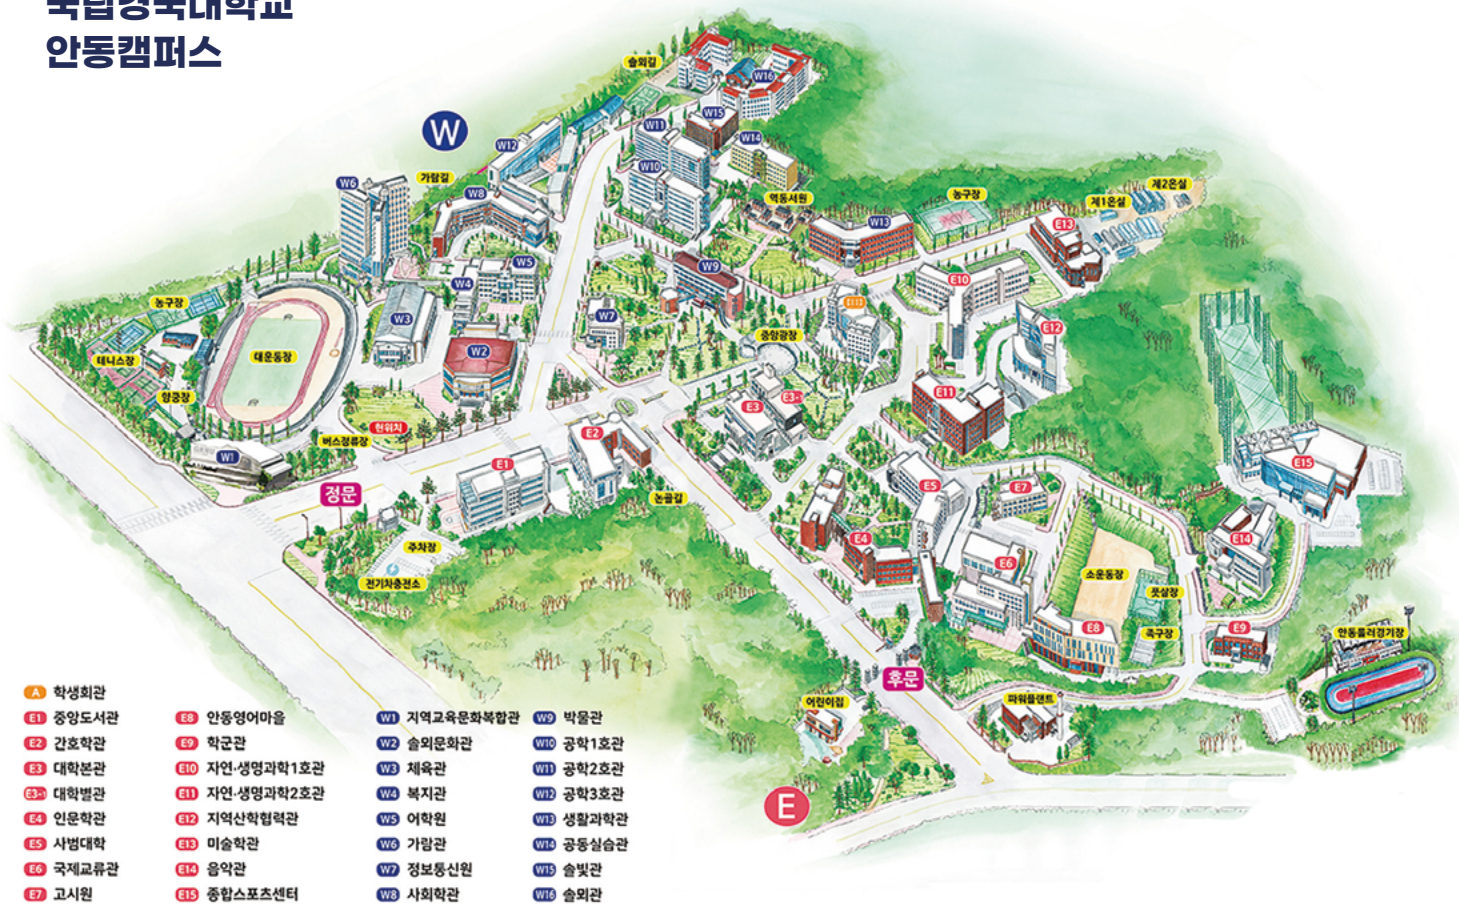 국립경국대학교
안동캠퍼스
솔뫼길
W16
W15
W11
W14
W
W12
W10
가람길
W6
W8
역동서원
W13
농구장
제2온실
제1온실
E13
W5
W9
W4
E10
농구장
W3
W7
E12
중앙광장
테니스장
대운동장
W2
양궁장
E11
E3-1
E3
현위치
버스정류장
E2
W1
E1
E15
정문
논골길
E5
E7
E4
E14
주차장
전기차충전소
E6
소운동장
풋살장
E8
족구장
E9
안동롤러경기장
후문
어린이집
파워플랜트
E
A 학생회관
E1 중앙도서관
E2 간호학관
E3 대학본관
E3-1 대학별관
E4 인문학관
E5 사범대학
E6 국제교류관
E7 고시원
E8 안동영어마을
E9 학군관
E10 자연·생명과학1호관
E11 자연·생명과학2호관
E12 지역산학협력관
E13 미술학관
E14 음악관
E15 종합스포츠센터
W1 지역교육문화복합관
W2 솔뫼문화관
W3 체육관
W4 복지관
W5 어학원
W6 가람관
W7 정보통신원
W8 사회학관
W9 박물관
W10 공학1호관
W11 공학2호관
W12 공학3호관
W13 생활과학관
W14 공동실습관
W15 솔빛관
W16 솔뫼관